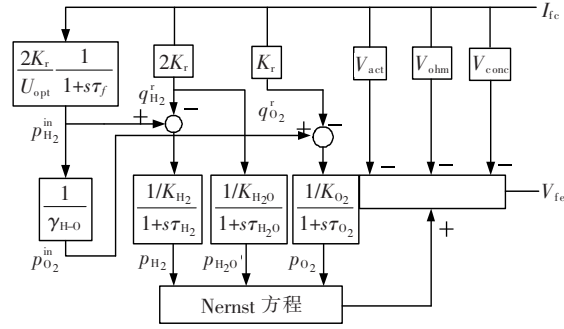 I_fc
2K_r/U_opt 1/(1+sτ_f)
2K_r
K_r
V_act
V_ohm
V_conc
q^r_H₂
q^r_O₂
+
−
+
−
−
−
−
p^in_H₂
1/γ_H-O
(1/K_H₂)/(1+sτ_H₂)
(1/K_H₂O)/(1+sτ_H₂O)
(1/K_O₂)/(1+sτ_O₂)
V_fe
+
p^in_O₂
p_H₂
p_H₂O'
p_O₂
Nernst 方程